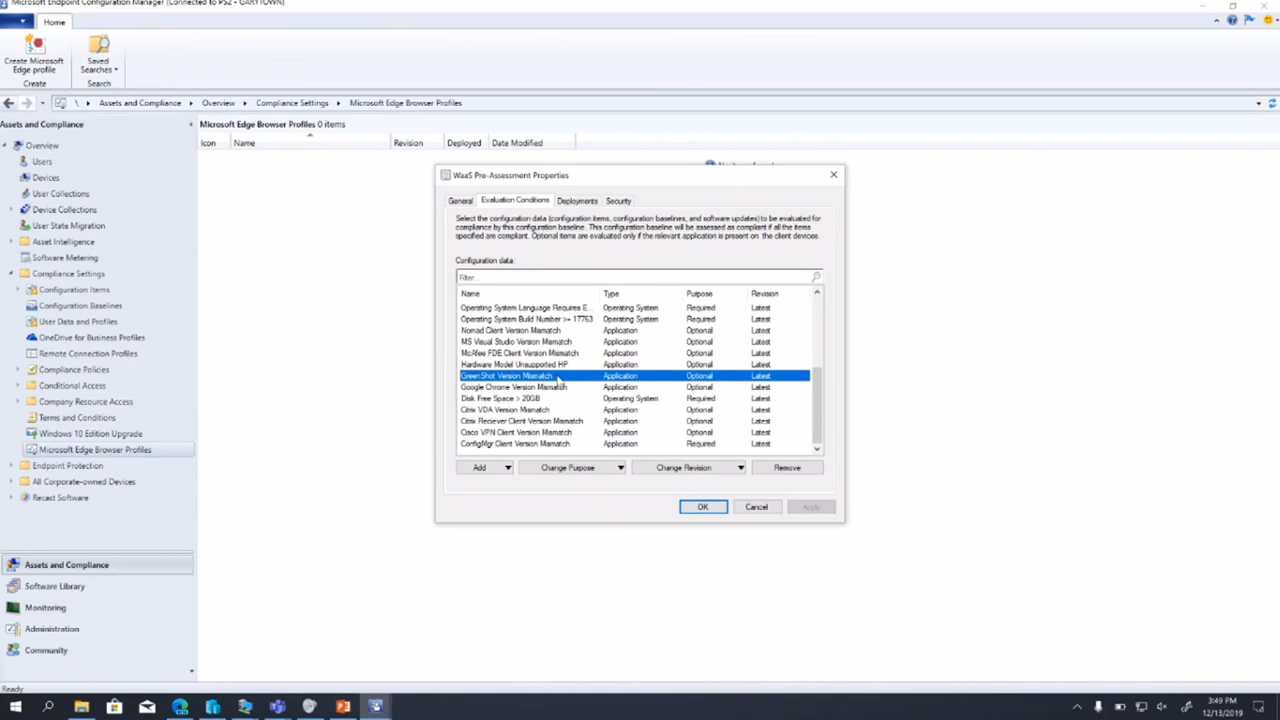 Microsoft Endpoint Configuration Manager (Connected to PS2 - GARYTOWN)
Home
Create Microsoft
Edge profile
Saved
Searches
Create
Search
\ Assets and Compliance Overview Compliance Settings Microsoft Edge Browser Profiles
Assets and Compliance
Overview
Users
Devices
User Collections
Device Collections
User State Migration
Asset Intelligence
Software Metering
Compliance Settings
Configuration Items
Configuration Baselines
User Data and Profiles
OneDrive for Business Profiles
Remote Connection Profiles
Compliance Policies
Conditional Access
Company Resource Access
Terms and Conditions
Windows 10 Edition Upgrade
Microsoft Edge Browser Profiles
Endpoint Protection
All Corporate-owned Devices
Recast Software
Assets and Compliance
Software Library
Monitoring
Administration
Community
Ready
Microsoft Edge Browser Profiles 0 items
Icon Name Revision Deployed Date Modified
WaaS Pre-Assessment Properties
General Evaluation Conditions Deployments Security
Select the configuration data (configuration items, configuration baselines, and software updates) to be evaluated for
compliance by this configuration baseline. This configuration baseline will be assessed as compliant if all the items
specified are compliant. Optional items are evaluated only if the relevant application is present on the client devices.
Configuration data:
Filter...
Name Type Purpose Revision
Operating System Language Requires E... Operating System Required Latest
Operating System Build Number >= 17763 Operating System Required Latest
Nomad Client Version Mismatch Application Optional Latest
MS Visual Studio Version Mismatch Application Optional Latest
McAfee FDE Client Version Mismatch Application Optional Latest
Hardware Model Unsupported HP Application Optional Latest
GreenShot Version Mismatch Application Optional Latest
Google Chrome Version Mismatch Application Optional Latest
Disk Free Space > 20GB Operating System Required Latest
Citrix VDA Version Mismatch Application Optional Latest
Citrix Reciever Client Version Mismatch Application Optional Latest
Cisco VPN Client Version Mismatch Application Optional Latest
ConfigMgr Client Version Mismatch Application Required Latest
Add Change Purpose Change Revision Remove
OK Cancel Apply
3:49 PM
12/13/2019